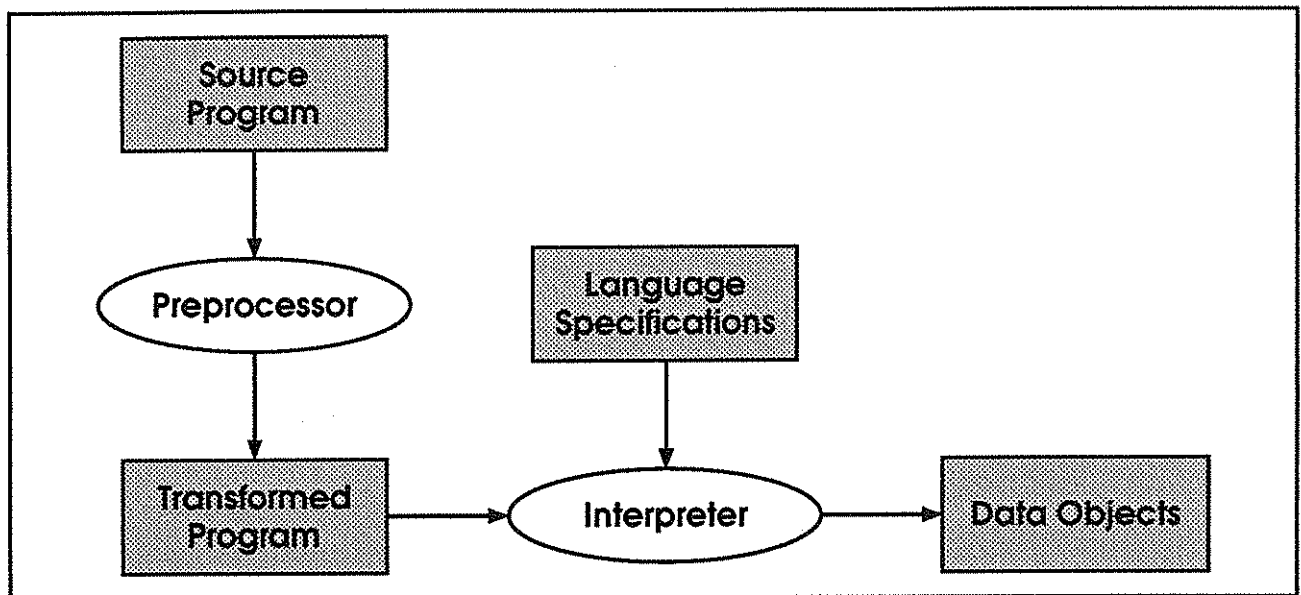 Source
Program
Preprocessor
Language
Specifications
Transformed
Program
Interpreter
Data Objects